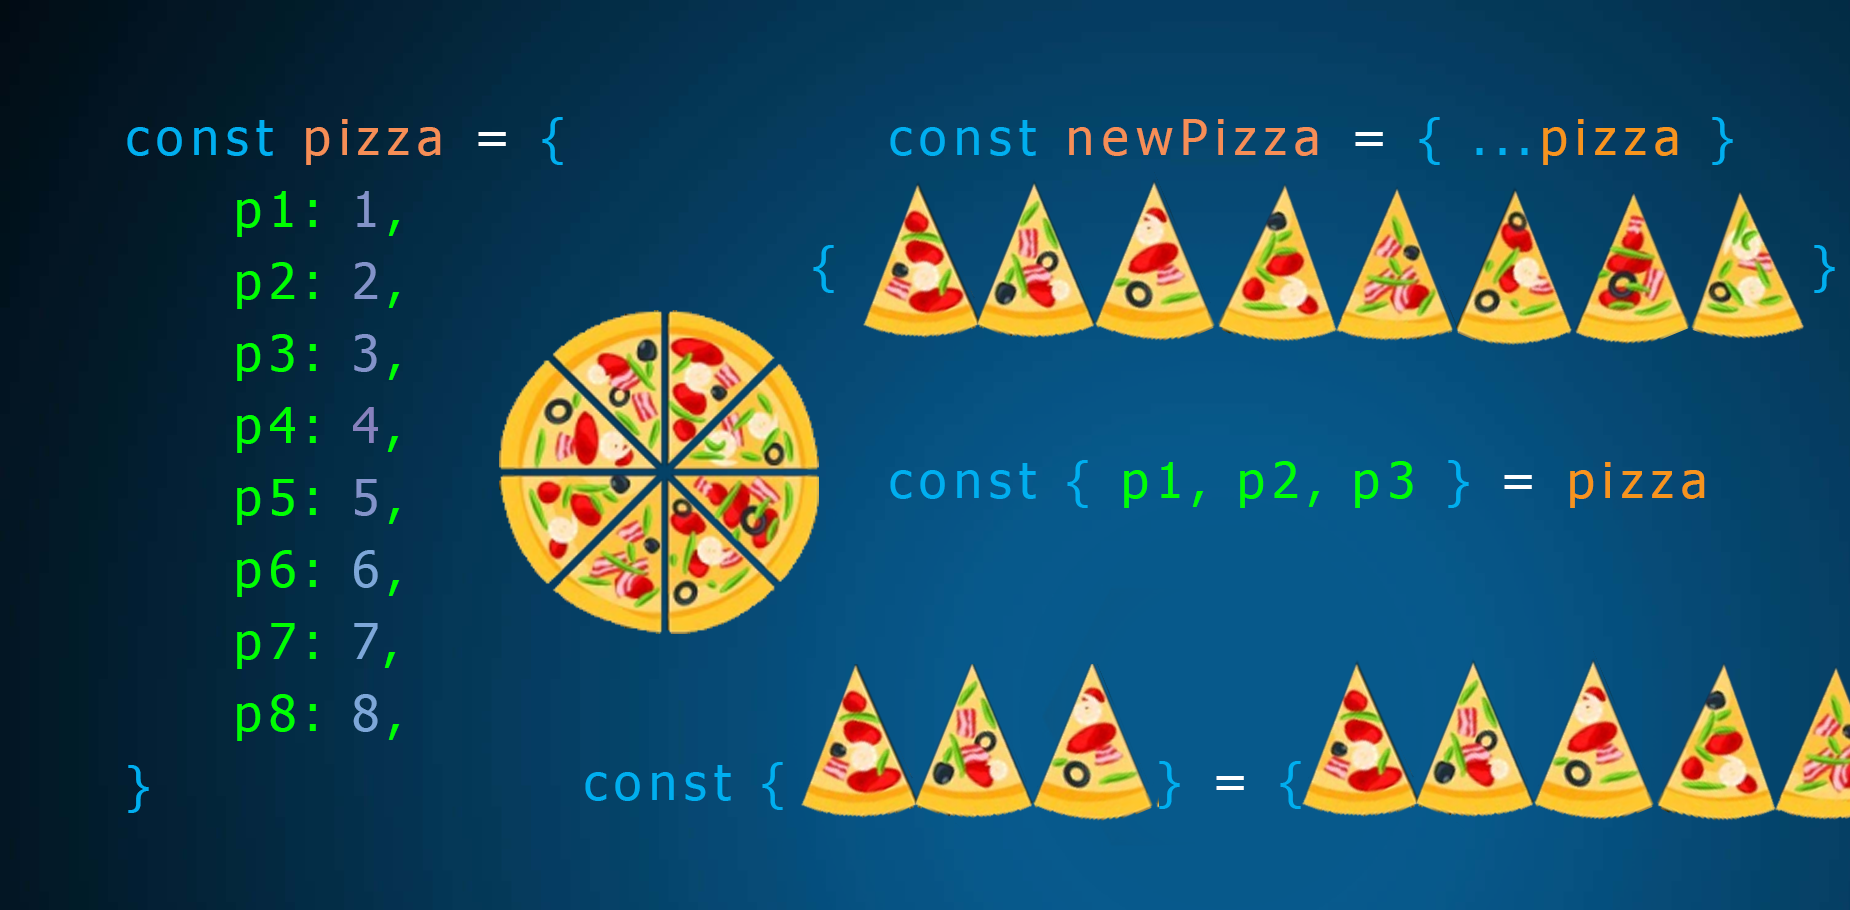 const pizza = {
p1: 1,
p2: 2,
p3: 3,
p4: 4,
p5: 5,
p6: 6,
p7: 7,
p8: 8,
}
const newPizza = { ...pizza }
{ }
const { p1, p2, p3 } = pizza
const { } = {